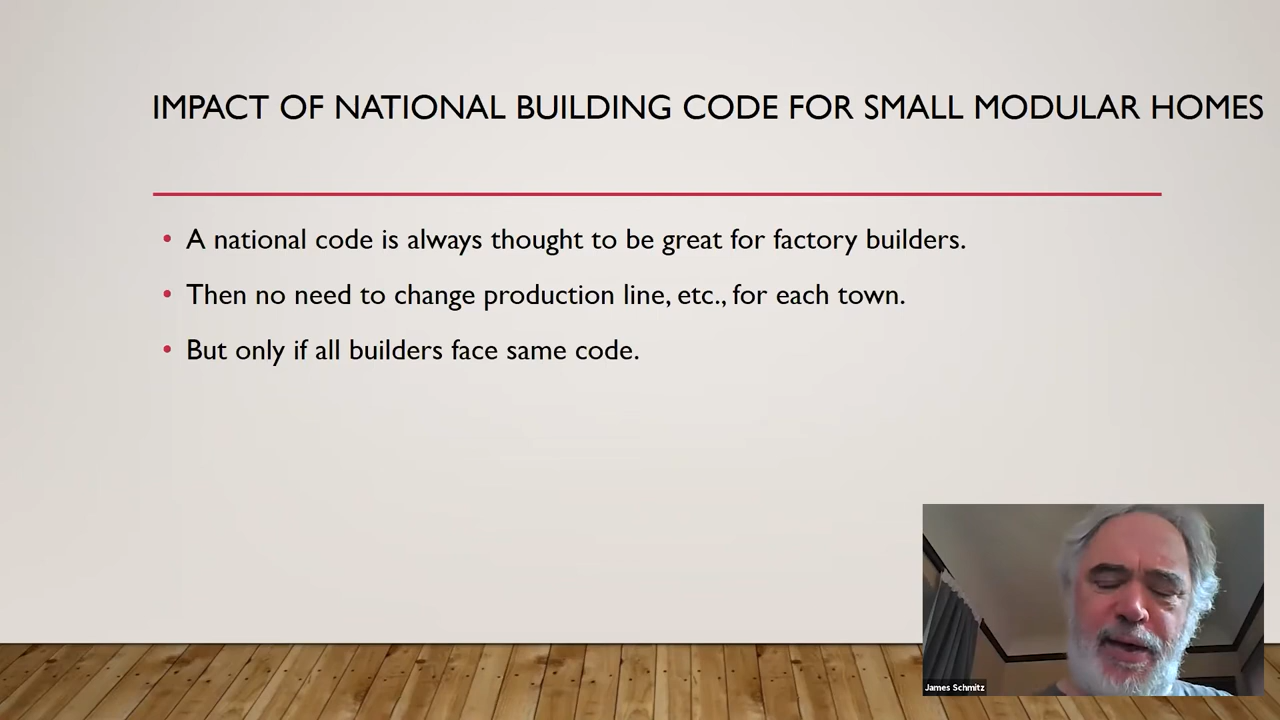 IMPACT OF NATIONAL BUILDING CODE FOR SMALL MODULAR HOMES
• A national code is always thought to be great for factory builders.
• Then no need to change production line, etc., for each town.
• But only if all builders face same code.
James Schmitz